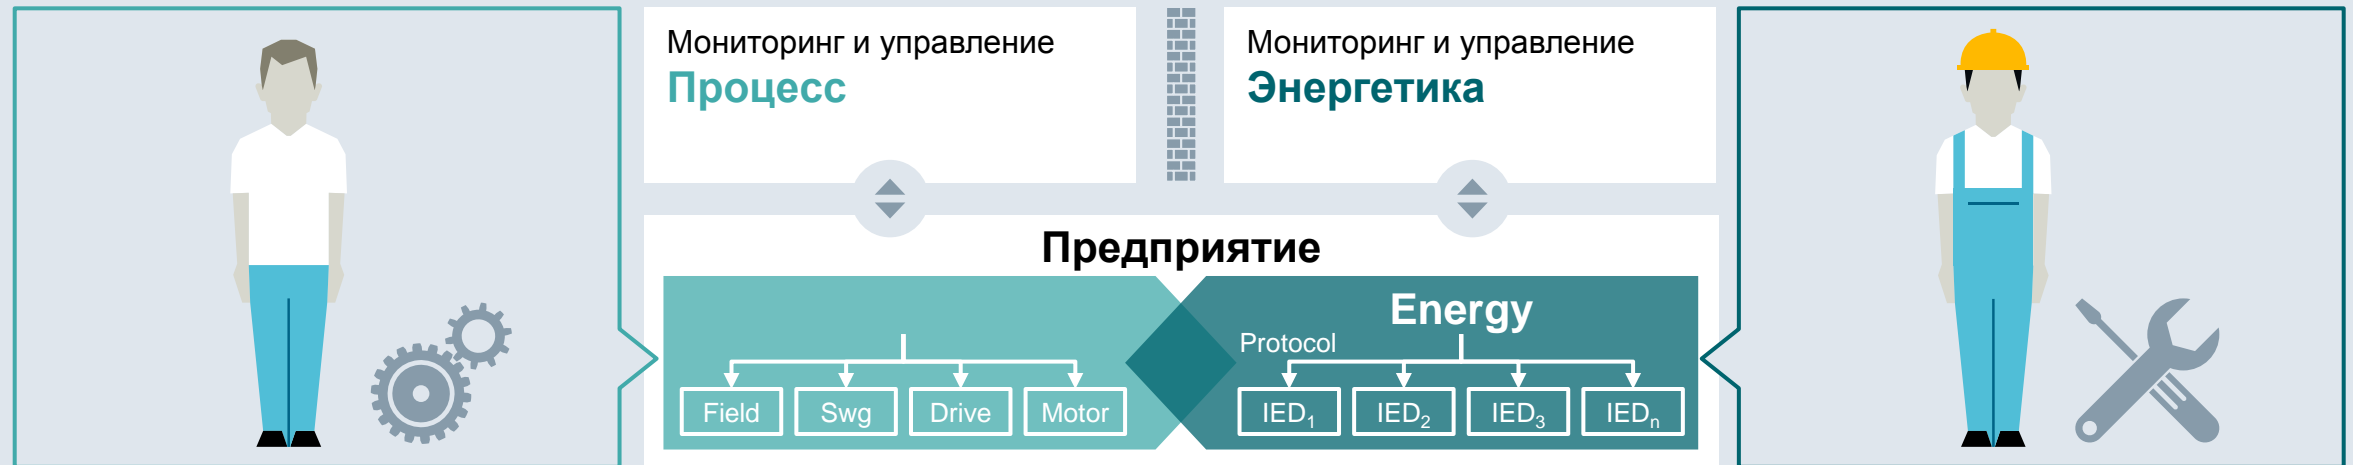 Мониторинг и управление
Процесс
Мониторинг и управление
Энергетика
Предприятие
Energy
Protocol
Field Swg Drive Motor
IED₁ IED₂ IED₃ IEDₙ